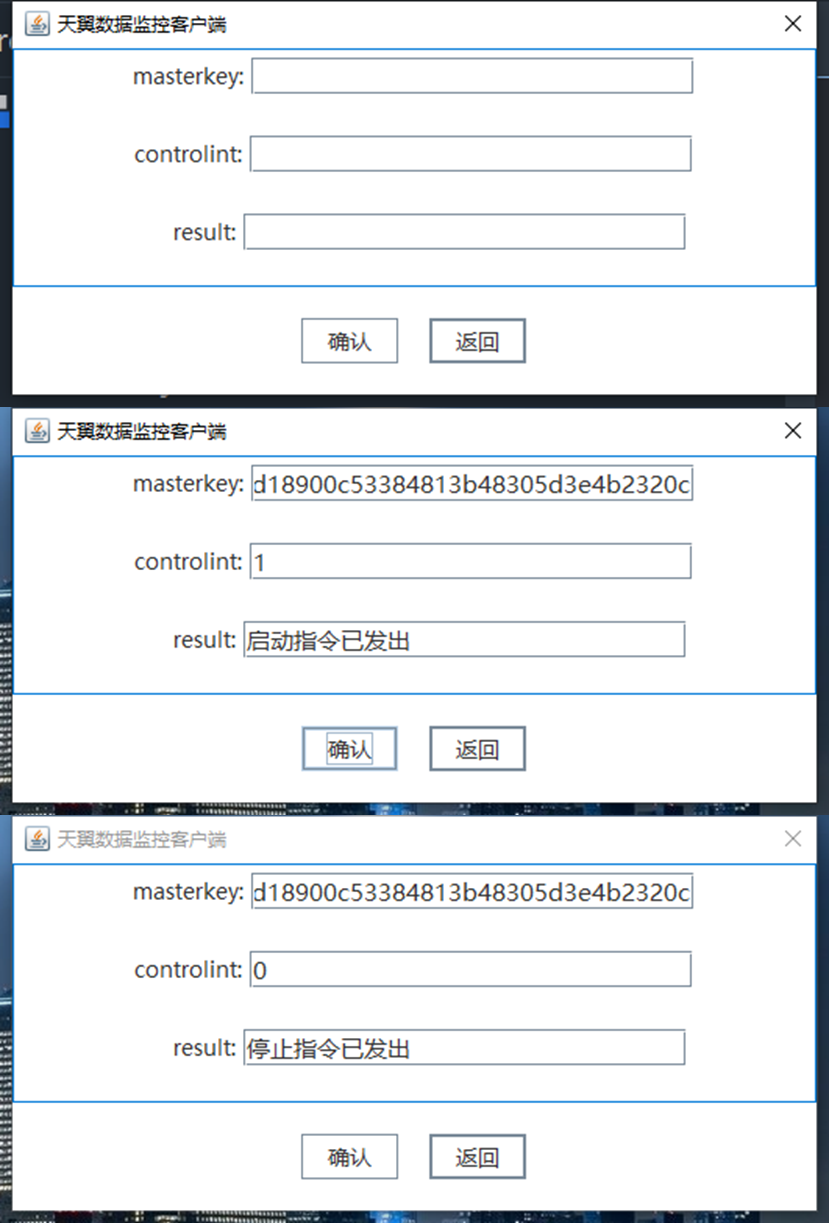 天翼数据监控客户端
masterkey:
controlint:
result:
确认 返回
天翼数据监控客户端
masterkey: d18900c53384813b48305d3e4b2320c
controlint: 1
result: 启动指令已发出
确认 返回
天翼数据监控客户端
masterkey: d18900c53384813b48305d3e4b2320c
controlint: 0
result: 停止指令已发出
确认 返回